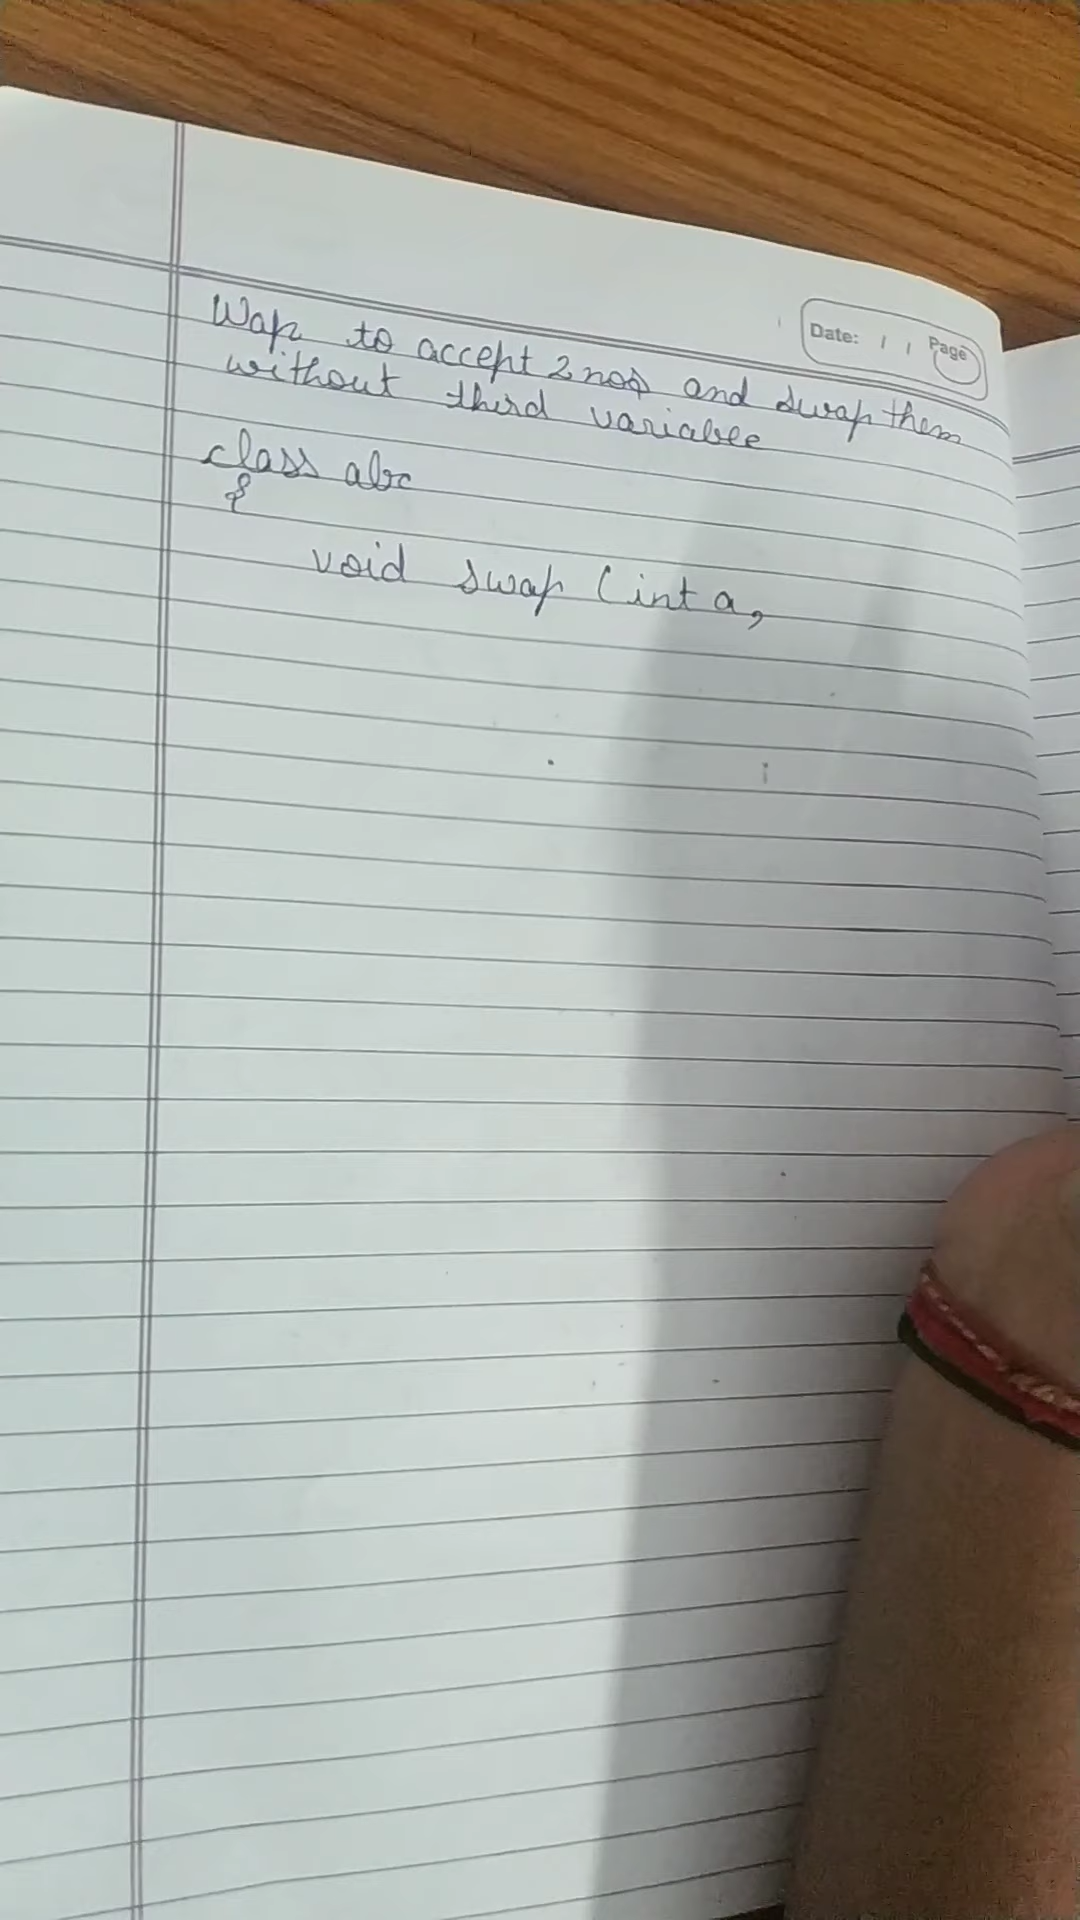 Date: / / Page
Wap to accept 2 nos and swap them
without third variable
class abc
{
void swap (int a,